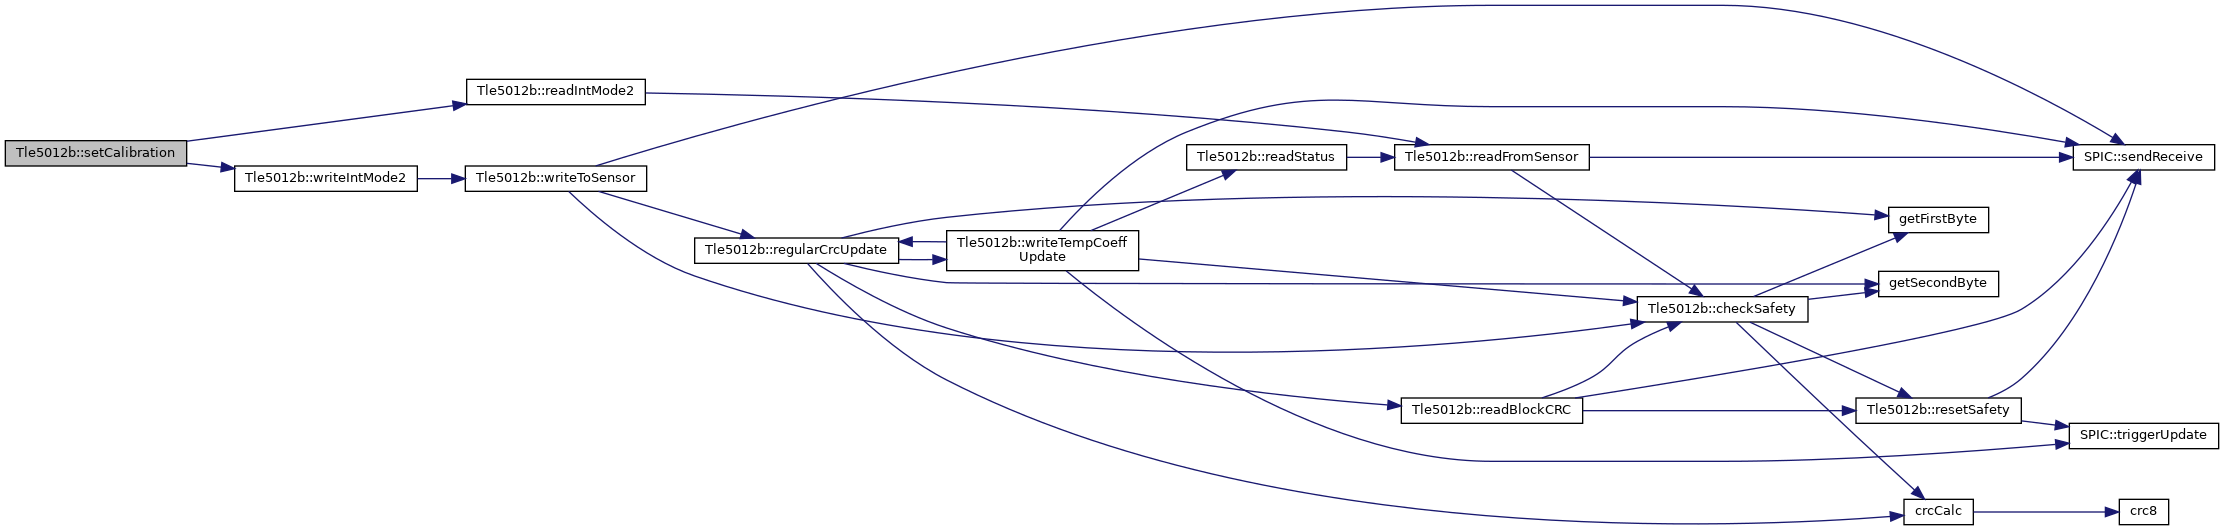 Tle5012b::setCalibration
Tle5012b::readIntMode2
Tle5012b::writeIntMode2
Tle5012b::writeToSensor
Tle5012b::regularCrcUpdate
Tle5012b::writeTempCoeff
Update
Tle5012b::readStatus
Tle5012b::readFromSensor
Tle5012b::checkSafety
Tle5012b::readBlockCRC
Tle5012b::resetSafety
getFirstByte
getSecondByte
SPIC::sendReceive
SPIC::triggerUpdate
crcCalc
crc8